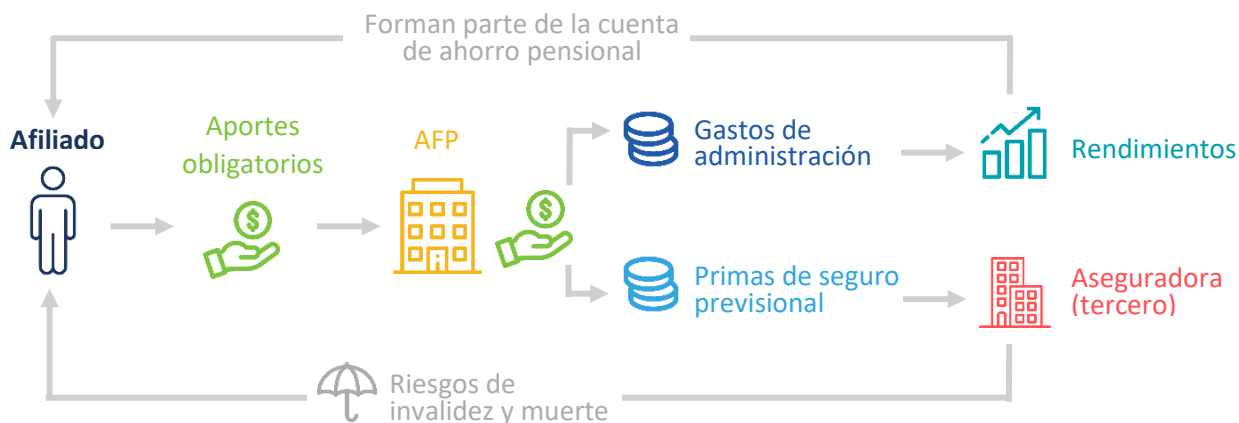 Forman parte de la cuenta
de ahorro pensional
Afiliado
Aportes
obligatorios
AFP
$
$
Gastos de
administración
Rendimientos
Primas de seguro
previsional
Aseguradora
(tercero)
Riesgos de
invalidez y muerte